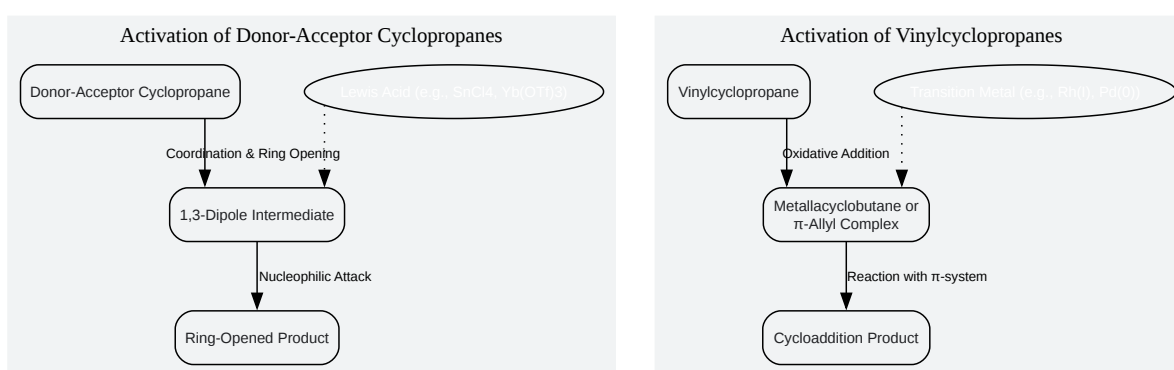 Activation of Donor-Acceptor Cyclopropanes
Donor-Acceptor Cyclopropane
Lewis Acid (e.g., SnCl4, Yb(OTf)3)
Coordination & Ring Opening
1,3-Dipole Intermediate
Nucleophilic Attack
Ring-Opened Product
Activation of Vinylcyclopropanes
Vinylcyclopropane
Transition Metal (e.g., Rh(I), Pd(0))
Oxidative Addition
Metallacyclobutane or
π-Allyl Complex
Reaction with π-system
Cycloaddition Product